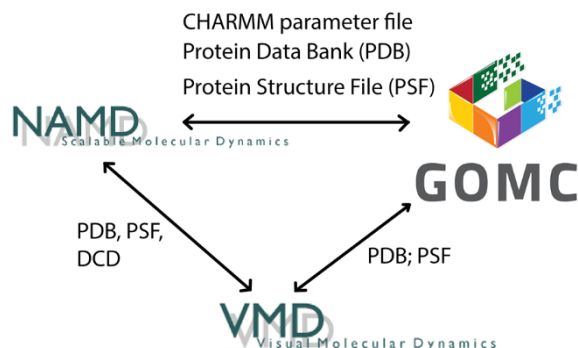 CHARMM parameter file
Protein Data Bank (PDB)
Protein Structure File (PSF)
NAMD
Scalable Molecular Dynamics
GOMC
PDB, PSF,
DCD
PDB; PSF
VMD
Visual Molecular Dynamics